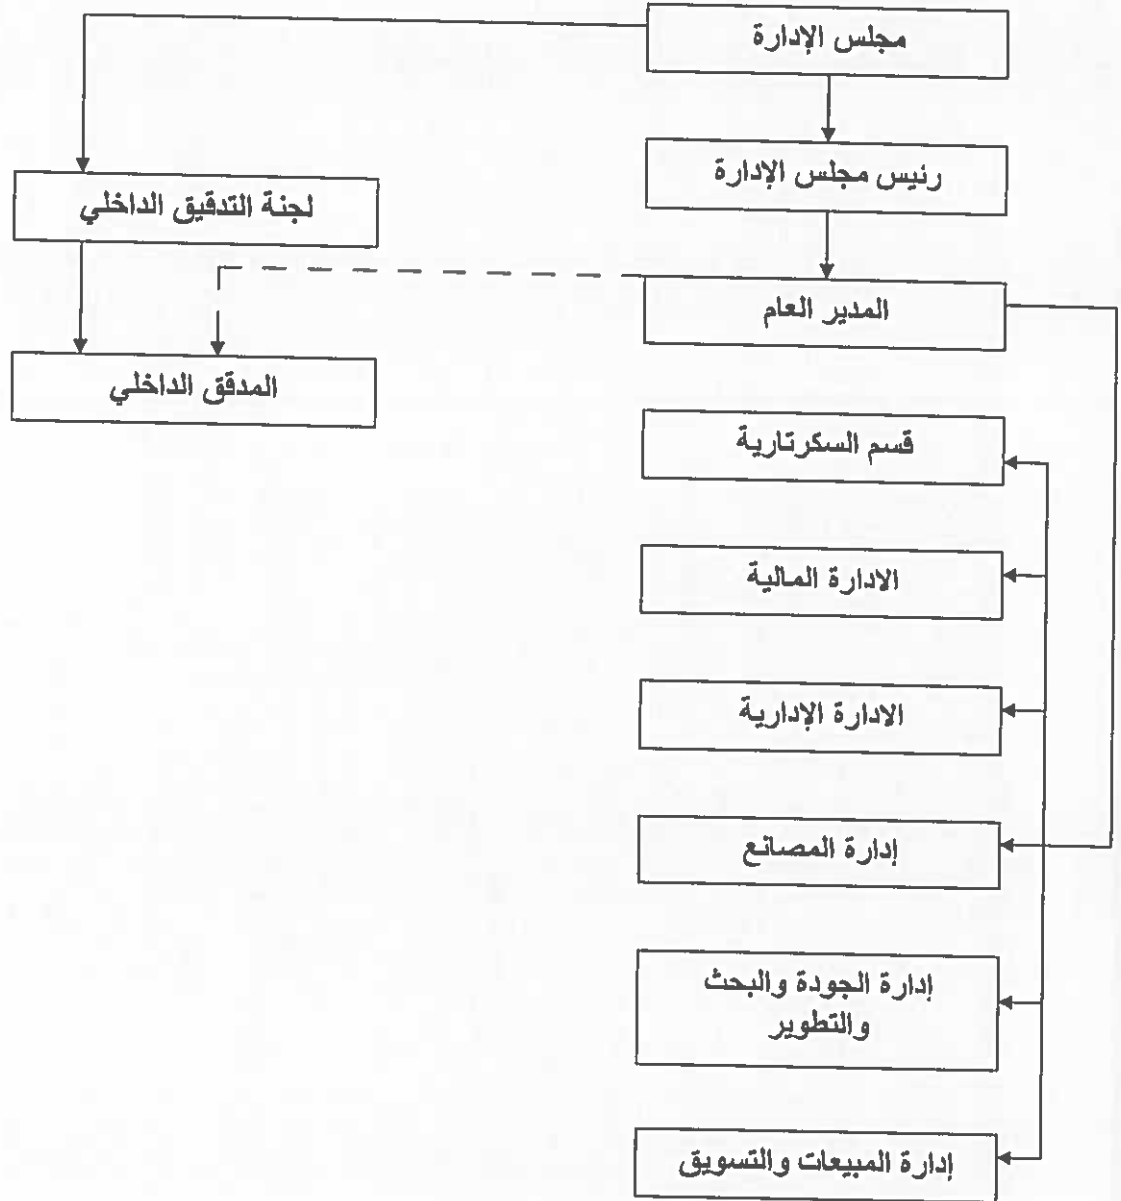 مجلس الإدارة
رئيس مجلس الإدارة
لجنة التدقيق الداخلي
المدير العام
المدقق الداخلي
قسم السكرتارية
الادارة المالية
الادارة الإدارية
إدارة المصانع
إدارة الجودة والبحث
والتطوير
إدارة المبيعات والتسويق